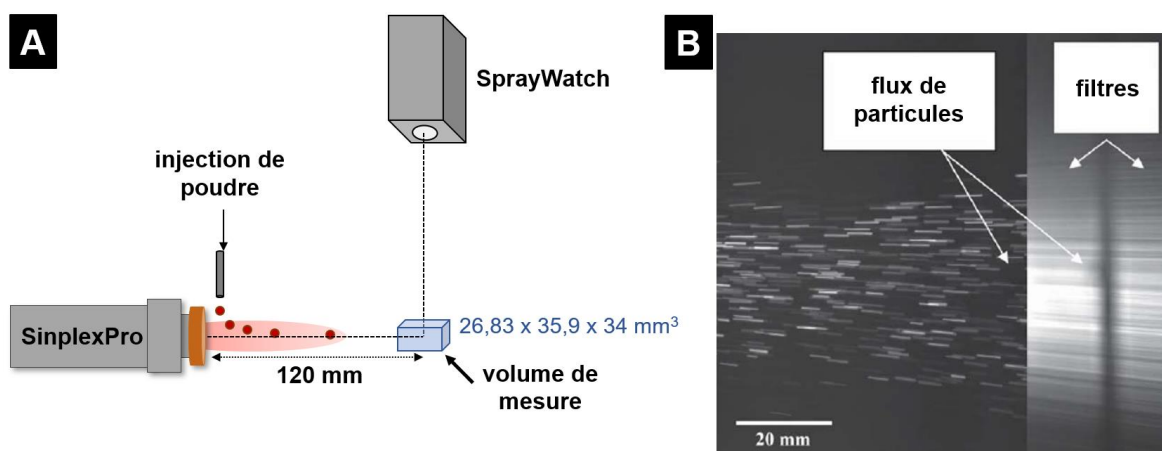 A
SprayWatch
injection de
poudre
SinplexPro
26,83 x 35,9 x 34 mm³
120 mm
volume de
mesure
B
flux de
particules
filtres
20 mm